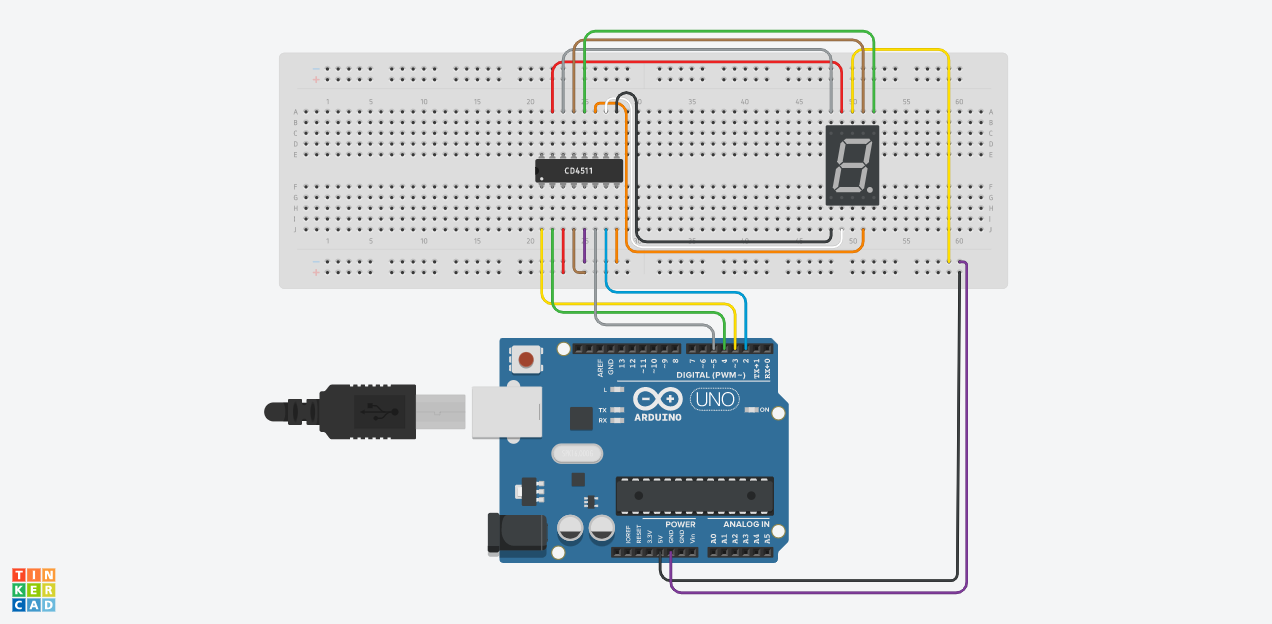 1 5 10 15 20 25 30 35 40 45 50 55 60
A A
B B
C C
D D
E E
CD4511
F F
G G
H H
I I
J J
1 5 10 15 20 25 35 40 45 50 55 60
AREF
GND
13
12
~11
~10
~9
8
7
~6
~5
4
~3
2
TX→1
RX←0
DIGITAL (PWM~)
L
TX
RX
ARDUINO
UNO
ON
POWER
ANALOG IN
IOREF
RESET
3.3V
5V
GND
GND
Vin
A0
A1
A2
A3
A4
A5
TIN
KER
CAD